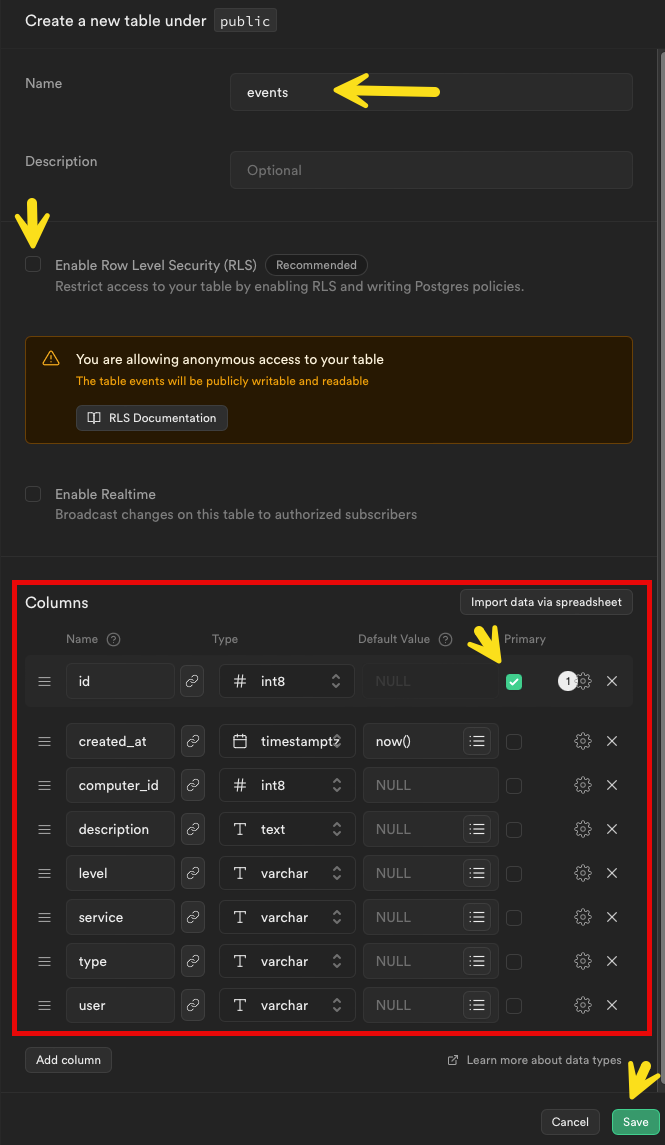 Create a new table under public
Name
events
Description
Optional
Enable Row Level Security (RLS) Recommended
Restrict access to your table by enabling RLS and writing Postgres policies.
You are allowing anonymous access to your table
The table events will be publicly writable and readable
RLS Documentation
Enable Realtime
Broadcast changes on this table to authorized subscribers
Columns Import data via spreadsheet
Name Type Default Value Primary
id int8 NULL 1
created_at timestamptz now()
computer_id int8 NULL
description text NULL
level varchar NULL
service varchar NULL
type varchar NULL
user varchar NULL
Add column Learn more about data types
Cancel Save